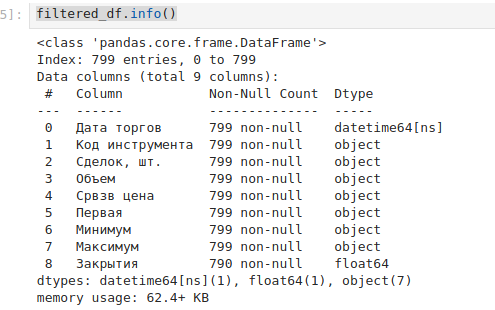 5]:
filtered_df.info()
<class 'pandas.core.frame.DataFrame'>
Index: 799 entries, 0 to 799
Data columns (total 9 columns):
 #   Column           Non-Null Count  Dtype
---  ------           --------------  -----
 0   Дата торгов      799 non-null    datetime64[ns]
 1   Код инструмента  799 non-null    object
 2   Сделок, шт.      799 non-null    object
 3   Объем            799 non-null    object
 4   Срвзв цена       799 non-null    object
 5   Первая           799 non-null    object
 6   Минимум          799 non-null    object
 7   Максимум         799 non-null    object
 8   Закрытия         790 non-null    float64
dtypes: datetime64[ns](1), float64(1), object(7)
memory usage: 62.4+ KB